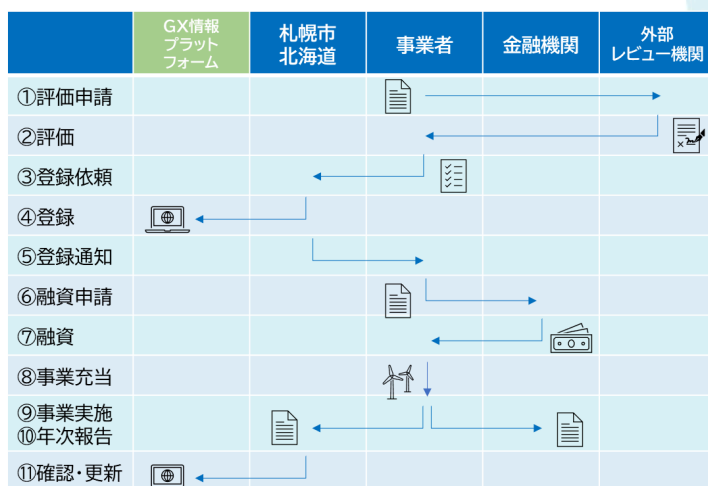 GX情報
プラット
フォーム
札幌市
北海道
事業者
金融機関
外部
レビュー機関
①評価申請
②評価
③登録依頼
④登録
⑤登録通知
⑥融資申請
⑦融資
⑧事業充当
⑨事業実施
⑩年次報告
⑪確認・更新